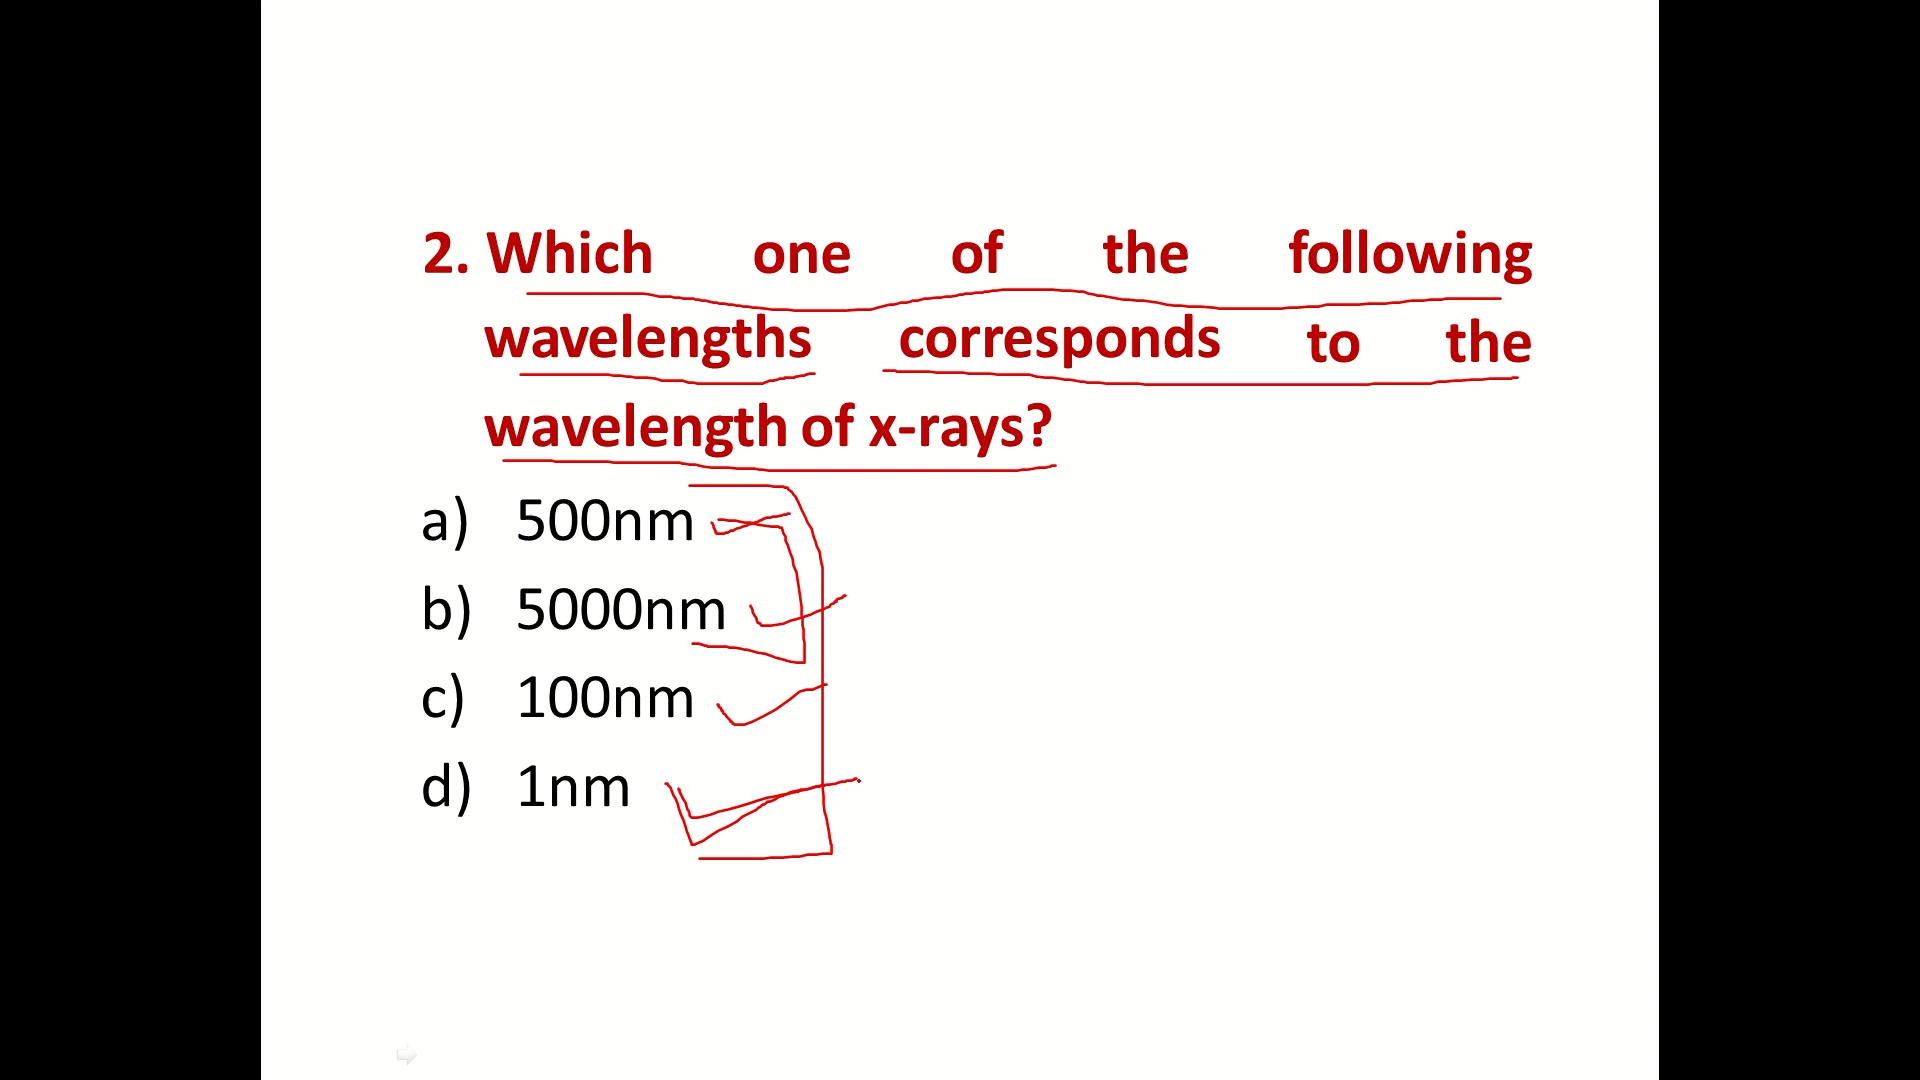 2. Which one of the following
wavelengths corresponds to the
wavelength of x-rays?
a) 500nm
b) 5000nm
c) 100nm
d) 1nm